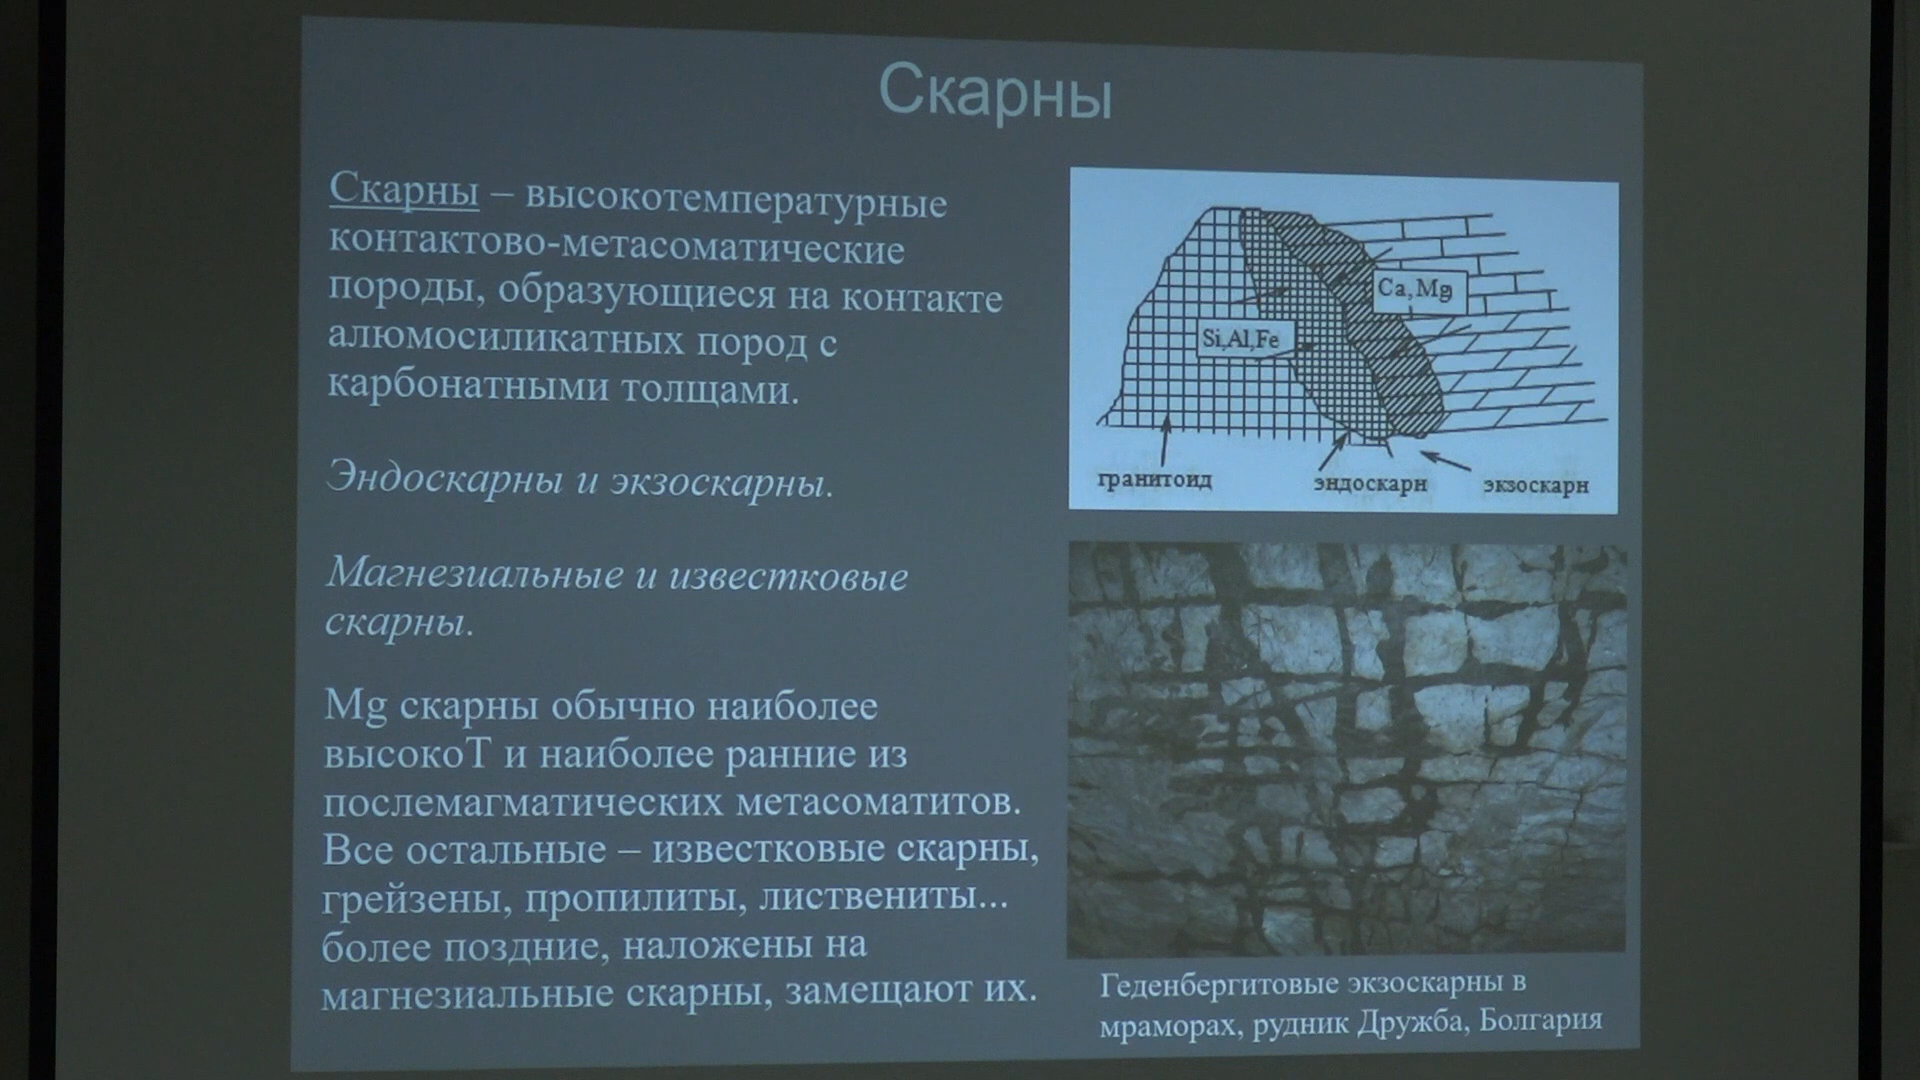 Скарны
Скарны – высокотемпературные
контактово-метасоматические
породы, образующиеся на контакте
алюмосиликатных пород с
карбонатными толщами.
Эндоскарны и экзоскарны.
Магнезиальные и известковые
скарны.
Mg скарны обычно наиболее
высокоТ и наиболее ранние из
послемагматических метасоматитов.
Все остальные – известковые скарны,
грейзены, пропилиты, листвениты...
более поздние, наложены на
магнезиальные скарны, замещают их.
Ca,Mg
Si,Al,Fe
гранитоид
эндоскарн
экзоскарн
Геденбергитовые экзоскарны в
мраморах, рудник Дружба, Болгария